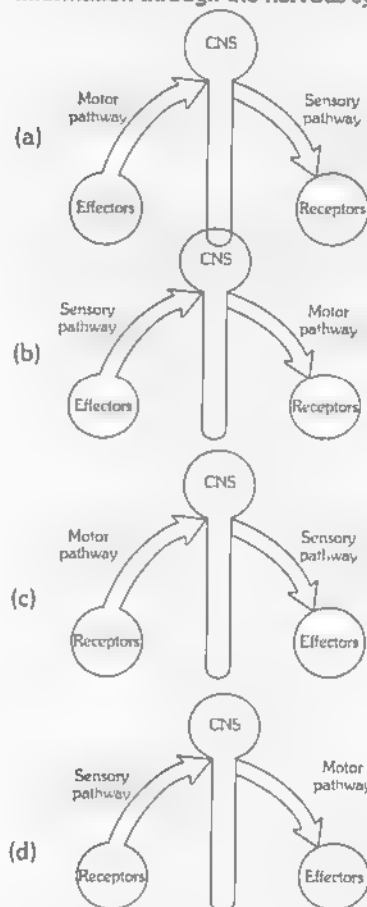 CNS
Motor
pathway
Sensory
pathway
(a)
Effectors
Receptors
CNS
Sensory
pathway
Motor
pathway
(b)
Effectors
Receptors
CNS
Motor
pathway
Sensory
pathway
(c)
Receptors
Effectors
CNS
Sensory
pathway
Motor
pathway
(d)
Receptors
Effectors